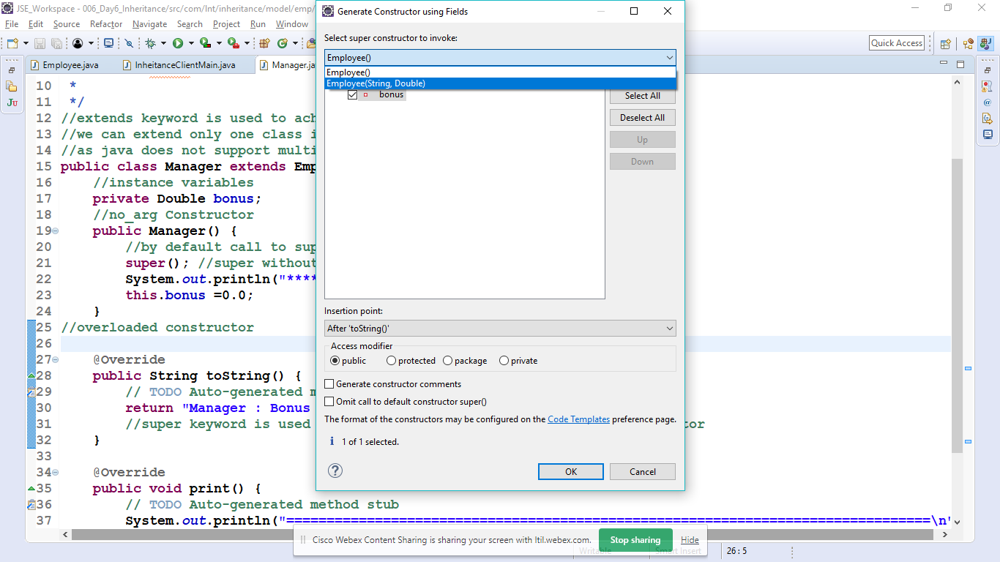 JSE_Workspace - 006_Day6_Inheritance/src/com/lnt/inheritance/model/emp/
File Edit Source Refactor Navigate Search Project Run Window
Quick Access
Employee.java InheritanceClientMain.java Manager.ja
10 *
11 */
12 //extends keyword is used to ach
13 //we can extend only one class i
14 //as java does not support multi
15 public class Manager extends Emp
16 //instance variables
17 private Double bonus;
18 //no_arg Constructor
19 public Manager() {
20 //by default call to sup
21 super(); //super without
22 System.out.println("****
23 this.bonus =0.0;
24 }
25 //overloaded constructor
26
27 @Override
28 public String toString() {
29 // TODO Auto-generated m
30 return "Manager : Bonus
31 //super keyword is used tor
32 }
33
34 @Override
35 public void print() {
36 // TODO Auto-generated method stub
37 System.out.println("================================================================================\n"
Generate Constructor using Fields
Select super constructor to invoke:
Employee()
Employee()
Employee(String, Double)
bonus
Select All
Deselect All
Up
Down
Insertion point:
After 'toString()'
Access modifier
public protected package private
Generate constructor comments
Omit call to default constructor super()
The format of the constructors may be configured on the Code Templates preference page.
1 of 1 selected.
OK Cancel
Cisco Webex Content Sharing is sharing your screen with ltil.webex.com. Stop sharing Hide
Writable Smart Insert 26 : 5